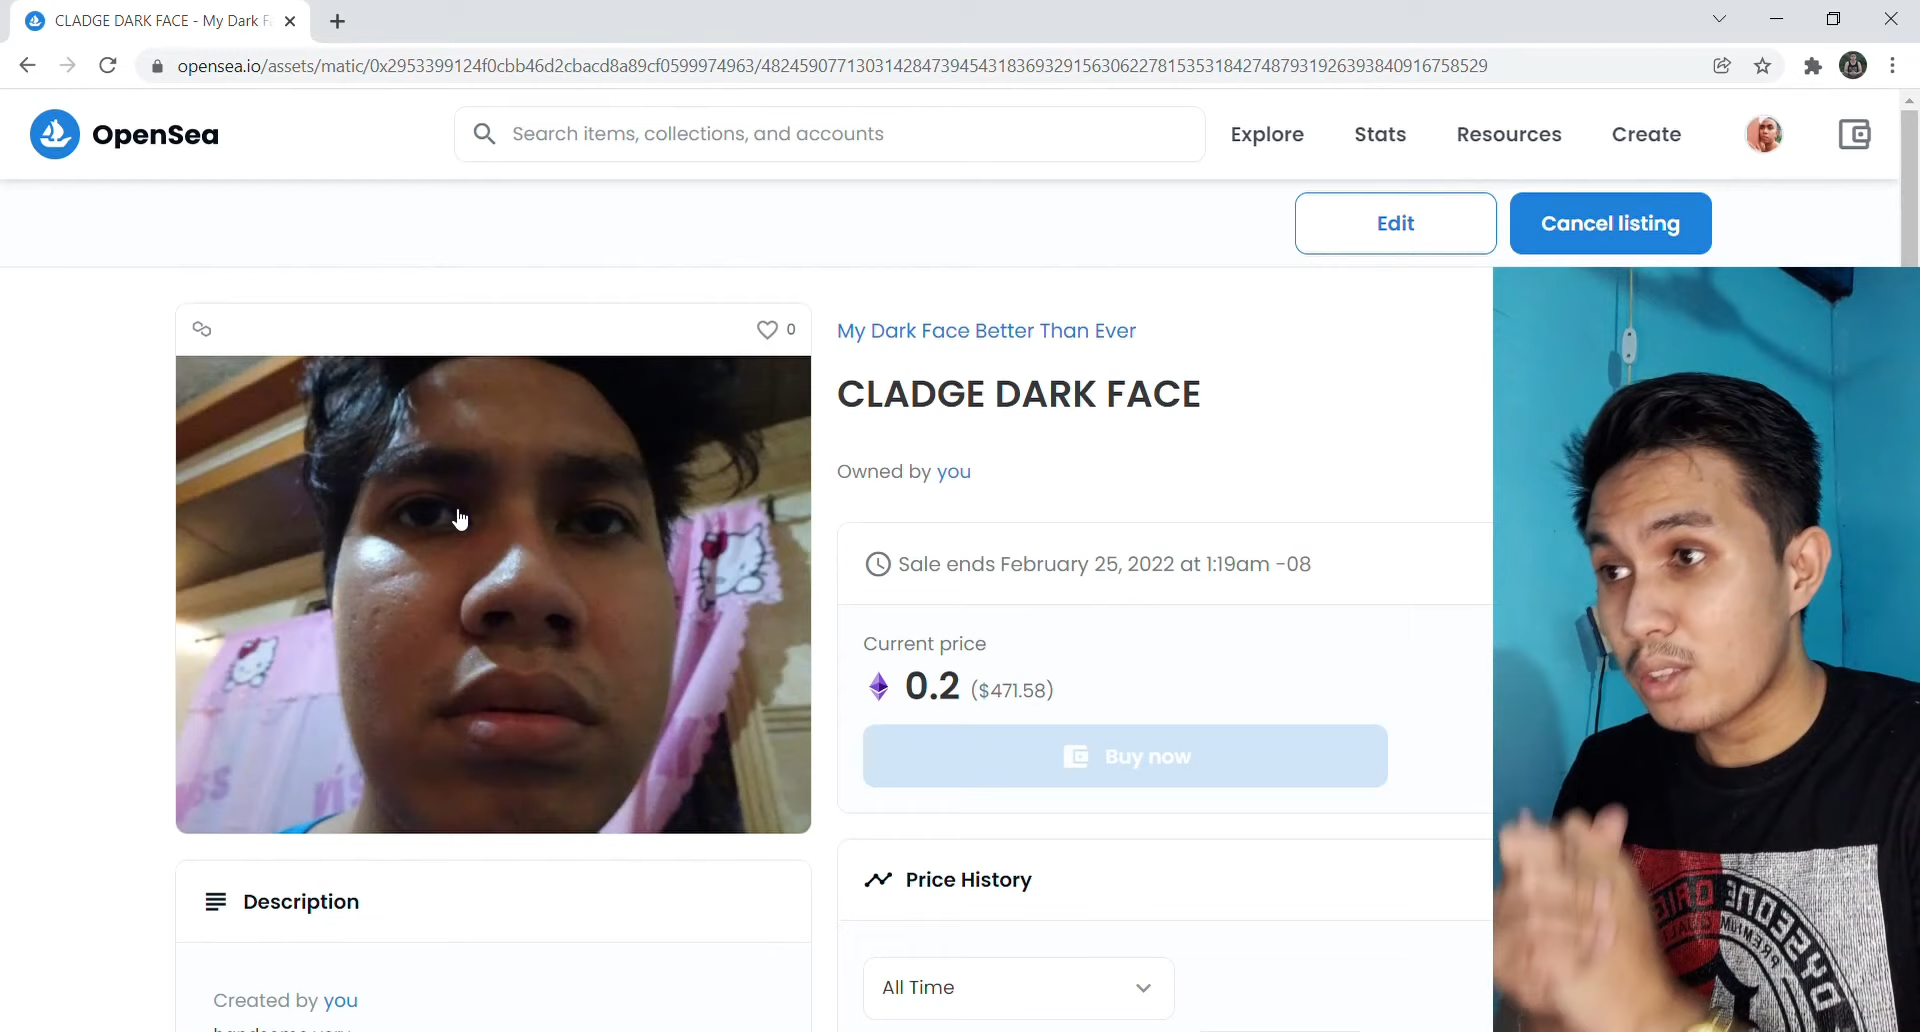 CLADGE DARK FACE - My Dark Fa
opensea.io/assets/matic/0x2953399124f0cbb46d2cbacd8a89cf0599974963/48245907713031428473945431836932915630622781535318427487931926393840916758529
OpenSea
Search items, collections, and accounts
Explore
Stats
Resources
Create
Edit
Cancel listing
0
My Dark Face Better Than Ever
CLADGE DARK FACE
Owned by you
Sale ends February 25, 2022 at 1:19am -08
Current price
0.2 ($471.58)
Buy now
Price History
All Time
Description
Created by you